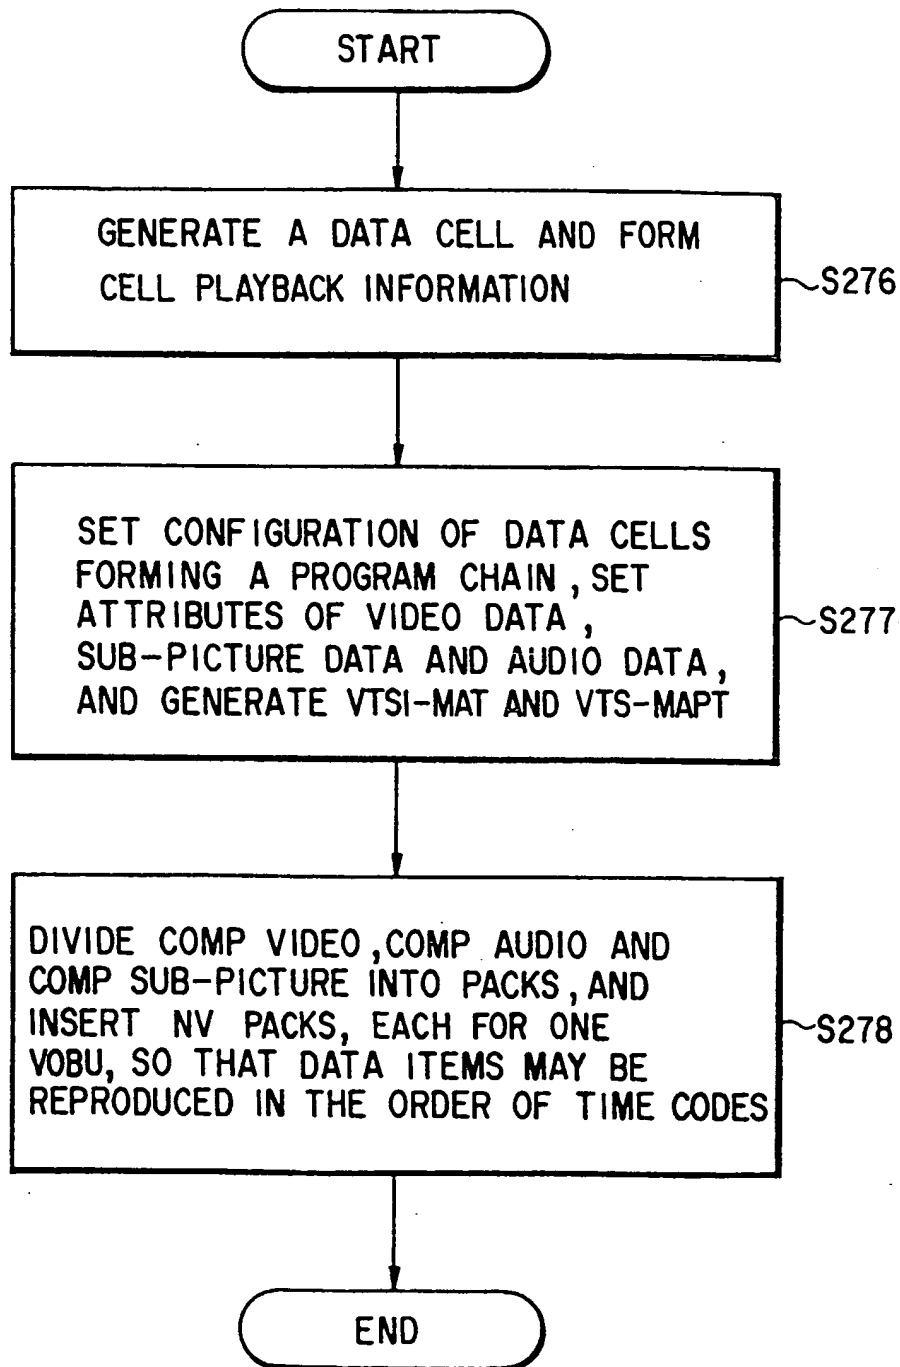 START
GENERATE A DATA CELL AND FORM
CELL PLAYBACK INFORMATION
S276
SET CONFIGURATION OF DATA CELLS
FORMING A PROGRAM CHAIN, SET
ATTRIBUTES OF VIDEO DATA,
SUB-PICTURE DATA AND AUDIO DATA,
AND GENERATE VTSI-MAT AND VTS-MAPT
S277
DIVIDE COMP VIDEO, COMP AUDIO AND
COMP SUB-PICTURE INTO PACKS, AND
INSERT NV PACKS, EACH FOR ONE
VOBU, SO THAT DATA ITEMS MAY BE
REPRODUCED IN THE ORDER OF TIME CODES
S278
END